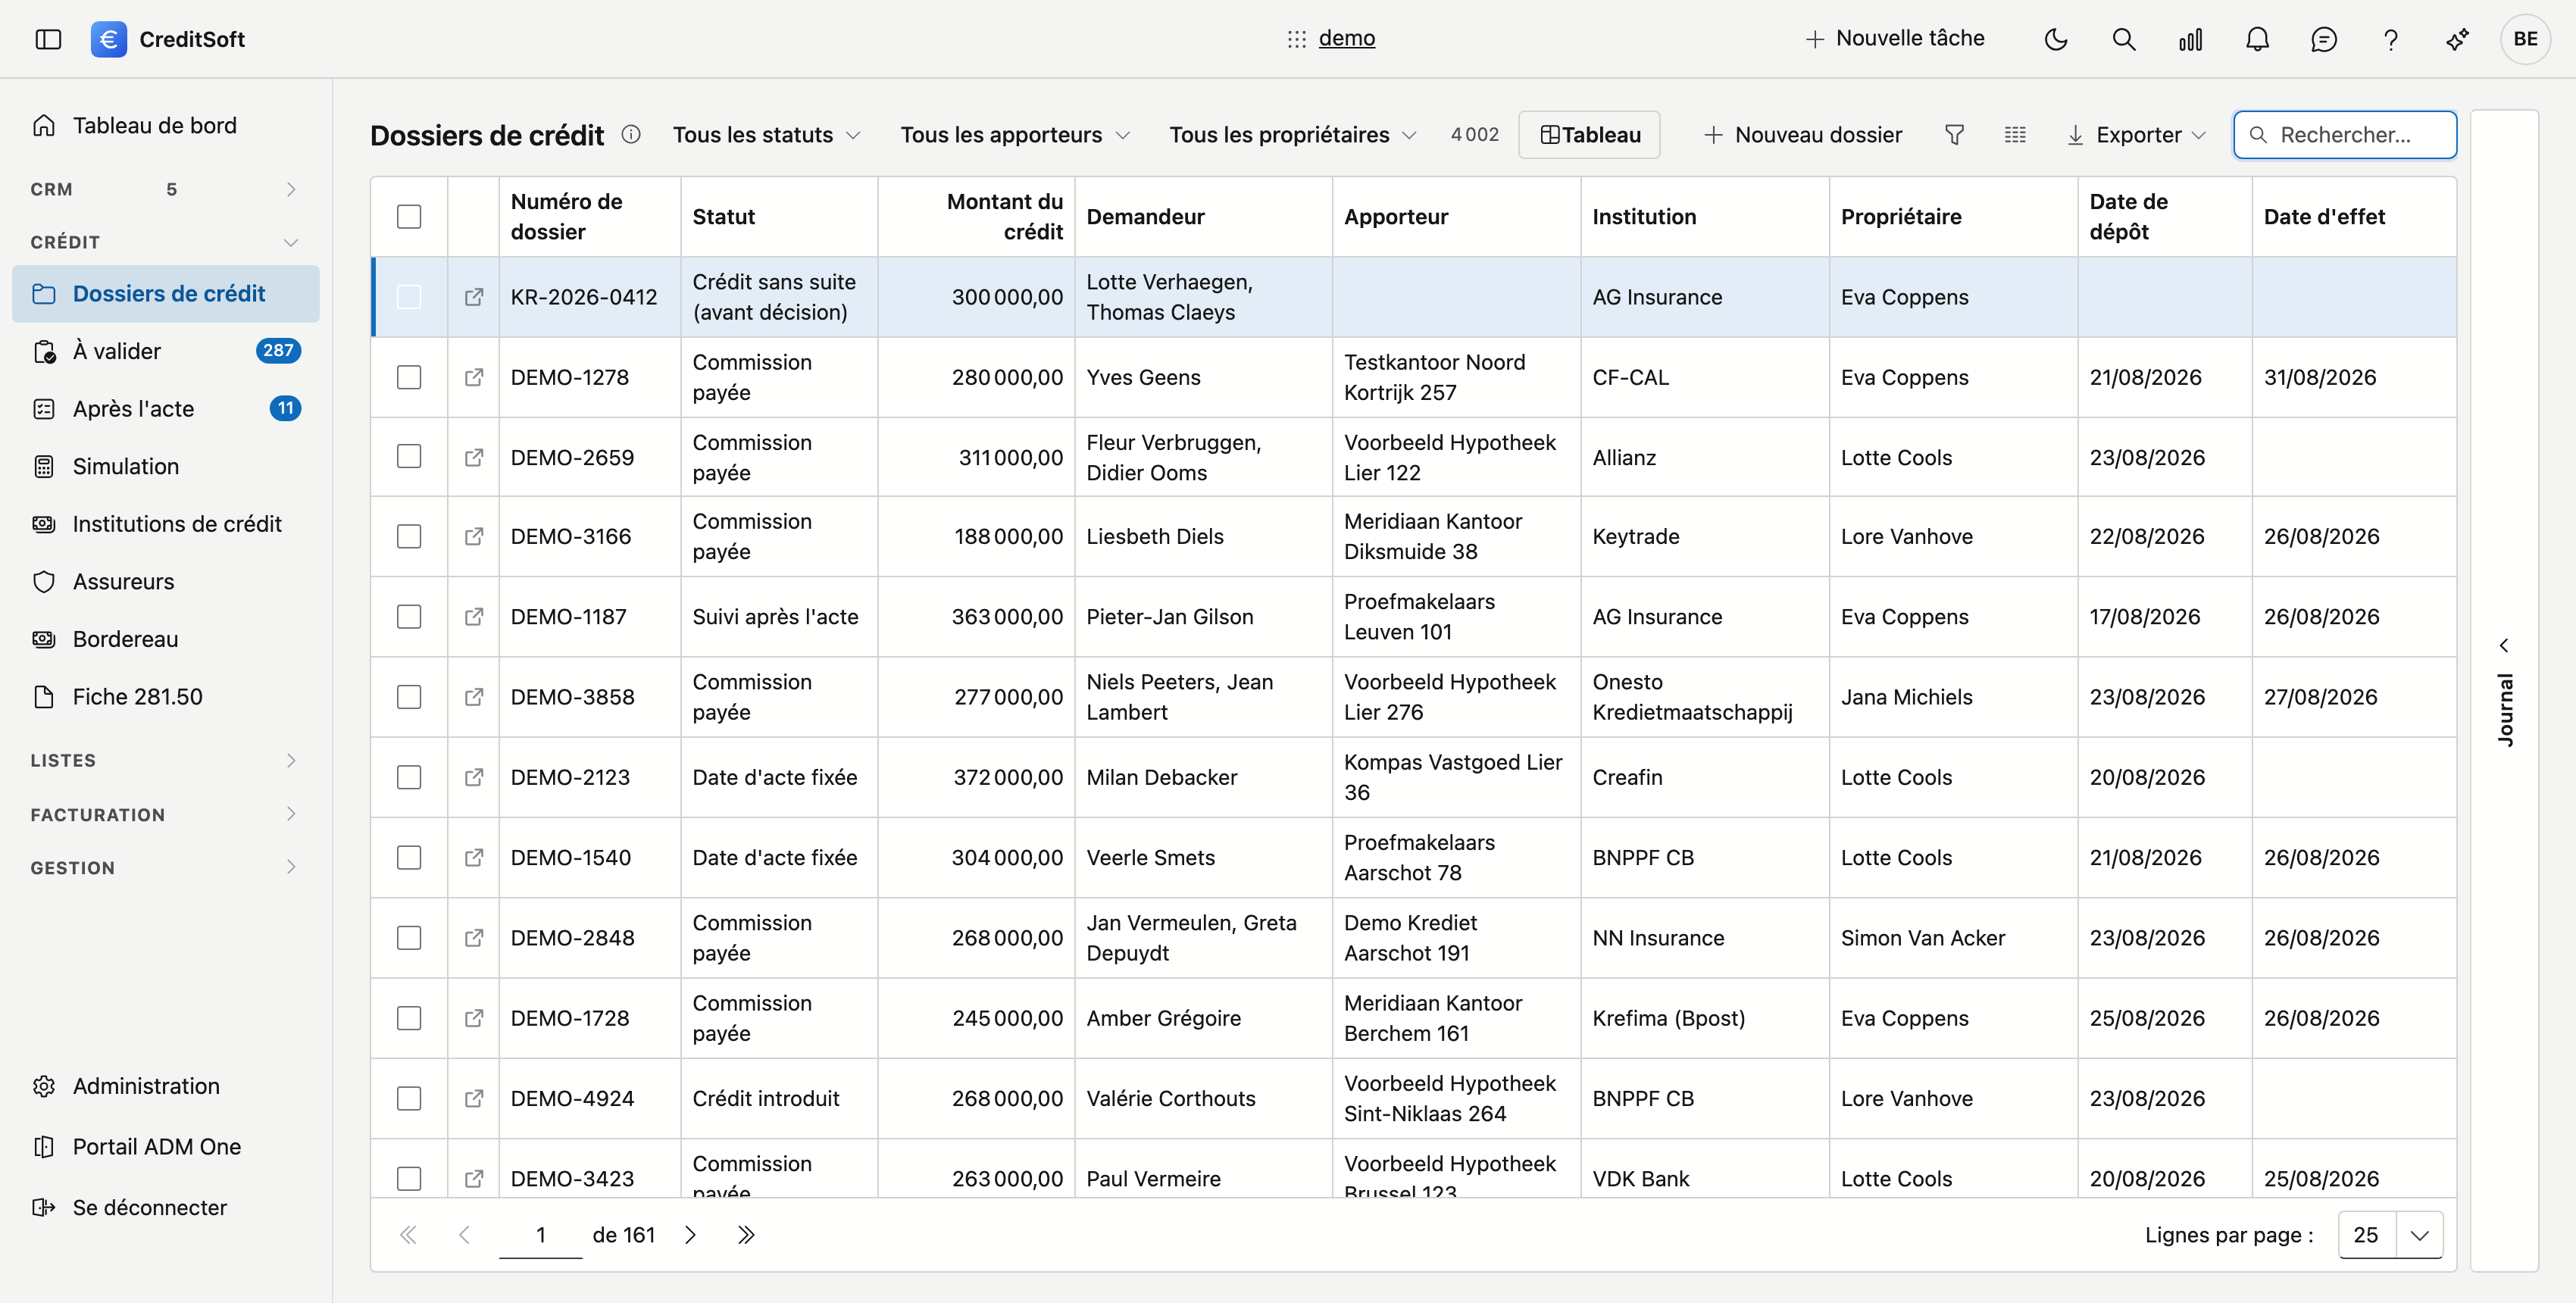 CreditSoft
demo
Nouvelle tâche
BE
Tableau de bord
CRM 5
CRÉDIT
Dossiers de crédit
À valider 287
Après l'acte 11
Simulation
Institutions de crédit
Assureurs
Bordereau
Fiche 281.50
LISTES
FACTURATION
GESTION
Administration
Portail ADM One
Se déconnecter
Dossiers de crédit Tous les statuts Tous les apporteurs Tous les propriétaires 4 002 Tableau Nouveau dossier Exporter Rechercher...
Numéro de dossier Statut Montant du crédit Demandeur Apporteur Institution Propriétaire Date de dépôt Date d'effet
KR-2026-0412 Crédit sans suite (avant décision) 300 000,00 Lotte Verhaegen, Thomas Claeys AG Insurance Eva Coppens
DEMO-1278 Commission payée 280 000,00 Yves Geens Testkantoor Noord Kortrijk 257 CF-CAL Eva Coppens 21/08/2026 31/08/2026
DEMO-2659 Commission payée 311 000,00 Fleur Verbruggen, Didier Ooms Voorbeeld Hypotheek Lier 122 Allianz Lotte Cools 23/08/2026
DEMO-3166 Commission payée 188 000,00 Liesbeth Diels Meridiaan Kantoor Diksmuide 38 Keytrade Lore Vanhove 22/08/2026 26/08/2026
DEMO-1187 Suivi après l'acte 363 000,00 Pieter-Jan Gilson Proefmakelaars Leuven 101 AG Insurance Eva Coppens 17/08/2026 26/08/2026
DEMO-3858 Commission payée 277 000,00 Niels Peeters, Jean Lambert Voorbeeld Hypotheek Lier 276 Onesto Kredietmaatschappij Jana Michiels 23/08/2026 27/08/2026
DEMO-2123 Date d'acte fixée 372 000,00 Milan Debacker Kompas Vastgoed Lier 36 Creafin Lotte Cools 20/08/2026
DEMO-1540 Date d'acte fixée 304 000,00 Veerle Smets Proefmakelaars Aarschot 78 BNPPF CB Lotte Cools 21/08/2026 26/08/2026
DEMO-2848 Commission payée 268 000,00 Jan Vermeulen, Greta Depuydt Demo Krediet Aarschot 191 NN Insurance Simon Van Acker 23/08/2026 26/08/2026
DEMO-1728 Commission payée 245 000,00 Amber Grégoire Meridiaan Kantoor Berchem 161 Krefima (Bpost) Eva Coppens 25/08/2026 26/08/2026
DEMO-4924 Crédit introduit 268 000,00 Valérie Corthouts Voorbeeld Hypotheek Sint-Niklaas 264 BNPPF CB Lore Vanhove 23/08/2026
DEMO-3423 Commission payée 263 000,00 Paul Vermeire Voorbeeld Hypotheek Brussel 123 VDK Bank Lotte Cools 20/08/2026 25/08/2026
1 de 161
Lignes par page : 25
Journal